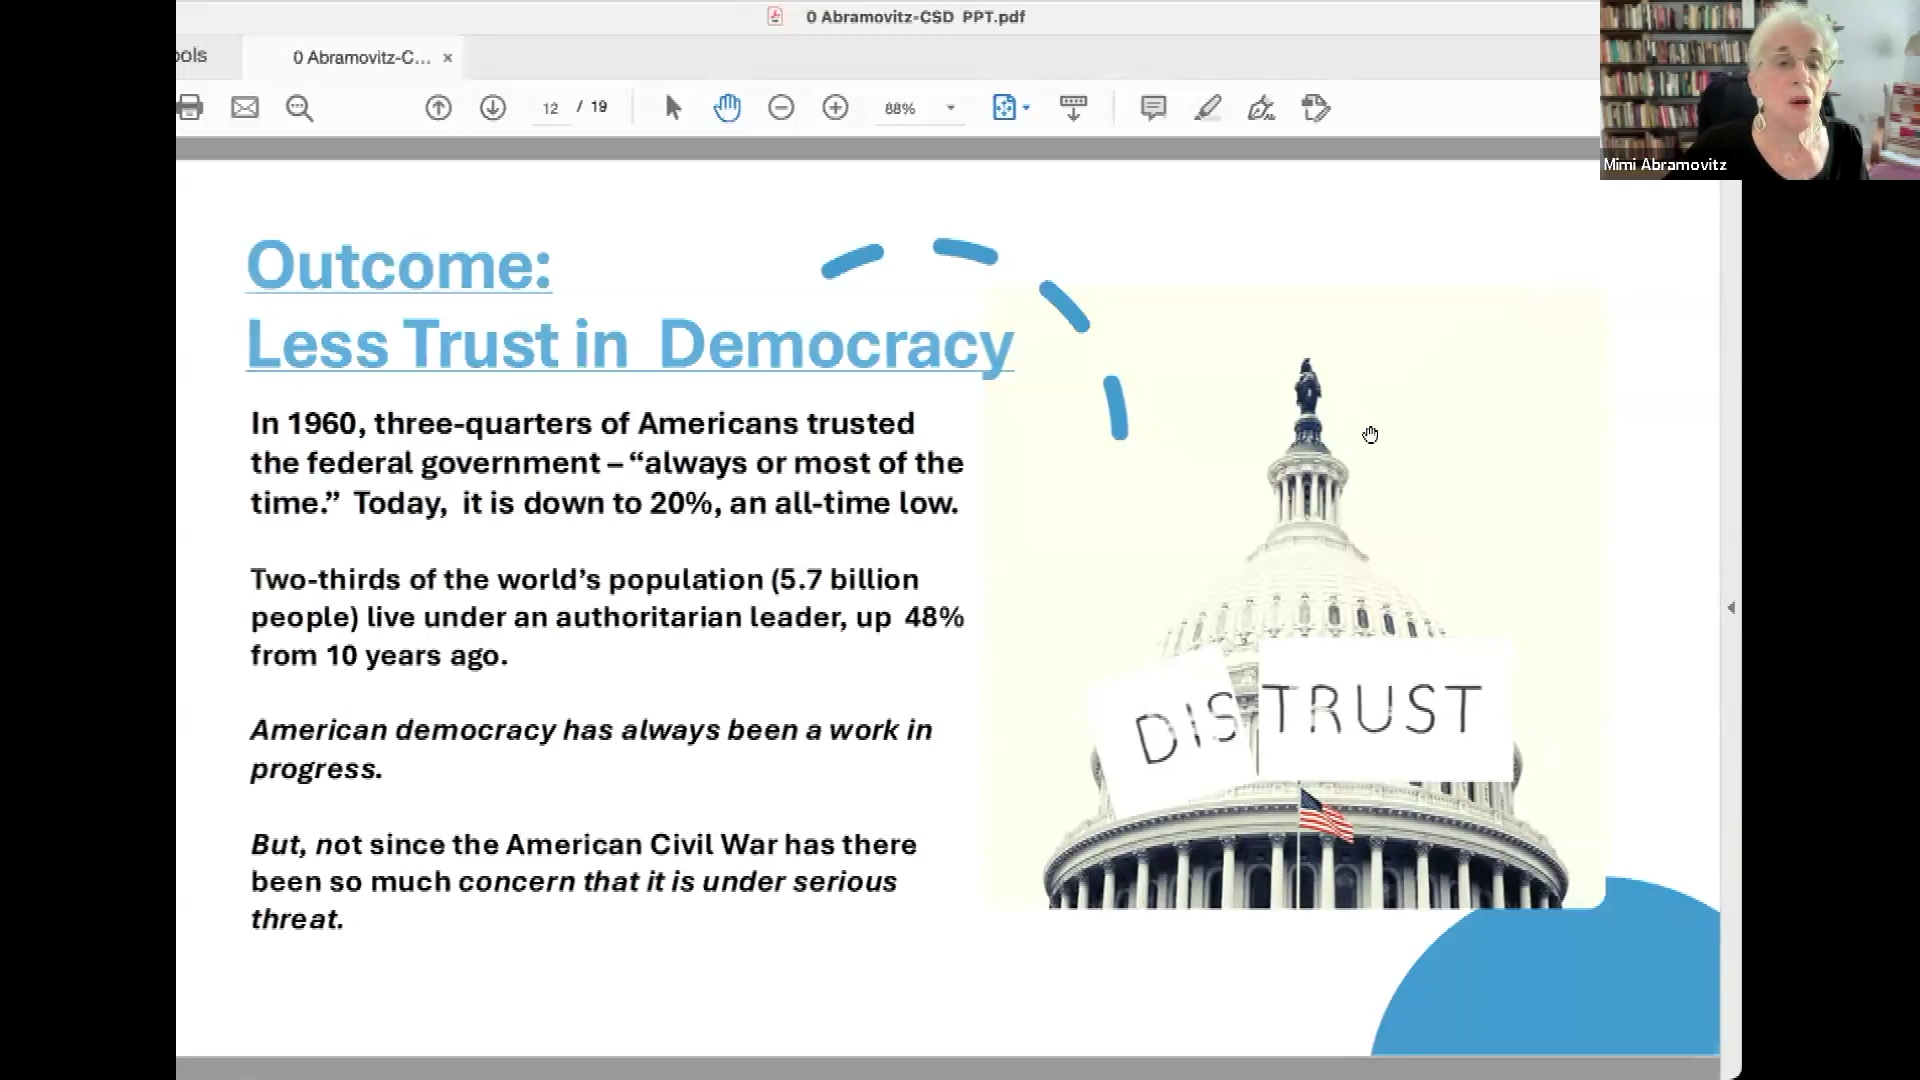 0 Abramovitz-CSD PPT.pdf
ools
0 Abramovitz-C... ×
12 / 19
88%
Mimi Abramovitz
Outcome:
Less Trust in Democracy
In 1960, three-quarters of Americans trusted
the federal government – “always or most of the
time.” Today, it is down to 20%, an all-time low.
Two-thirds of the world’s population (5.7 billion
people) live under an authoritarian leader, up 48%
from 10 years ago.
American democracy has always been a work in
progress.
But, not since the American Civil War has there
been so much concern that it is under serious
threat.
DISTRUST